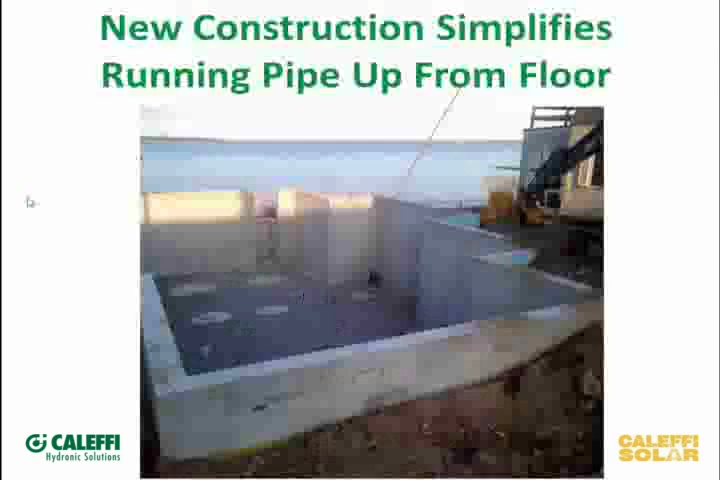 New Construction Simplifies
Running Pipe Up From Floor
CALEFFI
Hydronic Solutions
CALEFFI
SOLAR